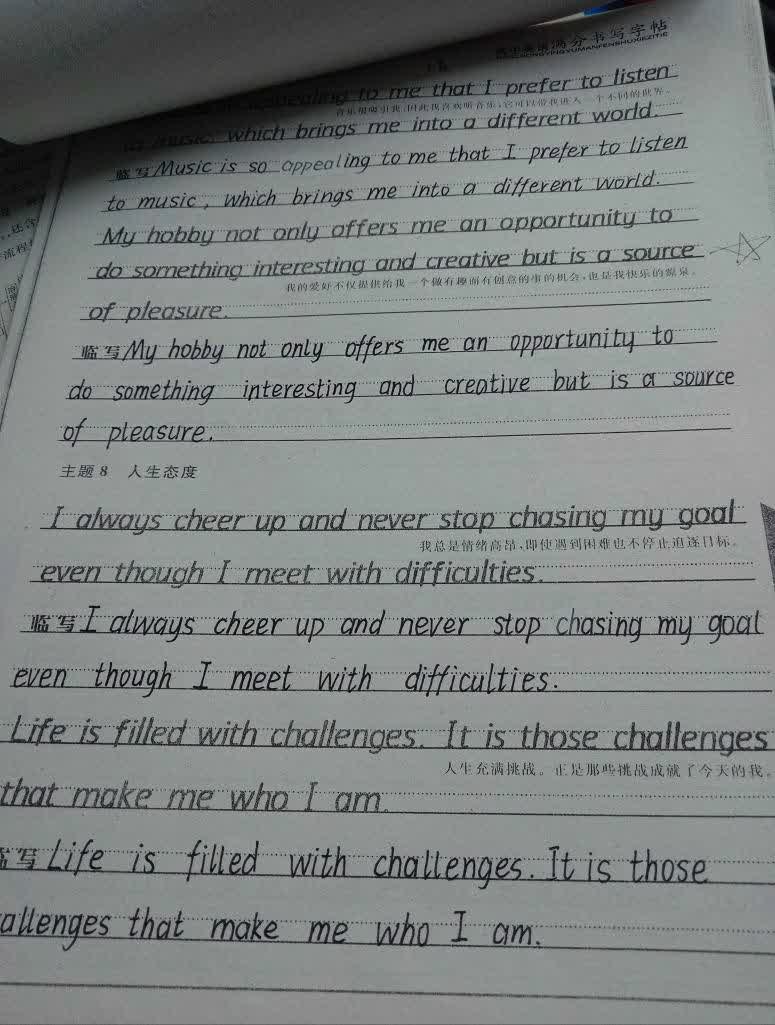 满分书写字帖
appealing to me that I prefer to listen
音乐很吸引我,因此我喜欢听音乐,它可以带我进入一个不同的世界。
to music, which brings me into a different world.
临写 Music is so appealing to me that I prefer to listen
to music, which brings me into a different world.
My hobby not only offers me an opportunity to
do something interesting and creative but is a source
我的爱好不仅提供给我一个做有趣而有创意的事的机会,也是我快乐的源泉。
of pleasure.
临写 My hobby not only offers me an opportunity to
do something interesting and creative but is a source
of pleasure.
主题 8 人生态度
I always cheer up and never stop chasing my goal
我总是情绪高昂,即使遇到困难也不停止追逐目标。
even though I meet with difficulties.
临写 I always cheer up and never stop chasing my goal
even though I meet with difficulties.
Life is filled with challenges. It is those challenges
人生充满挑战。正是那些挑战成就了今天的我。
that make me who I am.
临写 Life is filled with challenges. It is those
allenges that make me who I am.